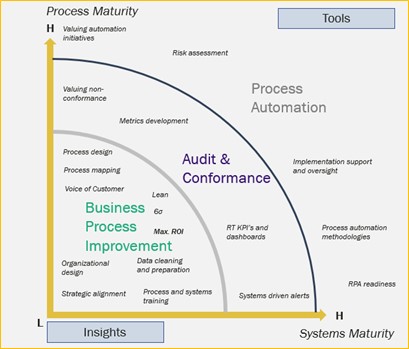 Process Maturity
Tools
H
Valuing automation
initiatives
Risk assessment
Process
Automation
Valuing non-
conformance
Metrics development
Process design
Audit &
Conformance
Implementation support
and oversight
Process mapping
Voice of Customer
Lean
6σ
Business
Process
Improvement
Max. ROI
RT KPI's and
dashboards
Process automation
methodologies
Organizational
design
Data cleaning
and preparation
RPA readiness
Strategic alignment
Process and systems
training
Systems driven alerts
L
Insights
H
Systems Maturity